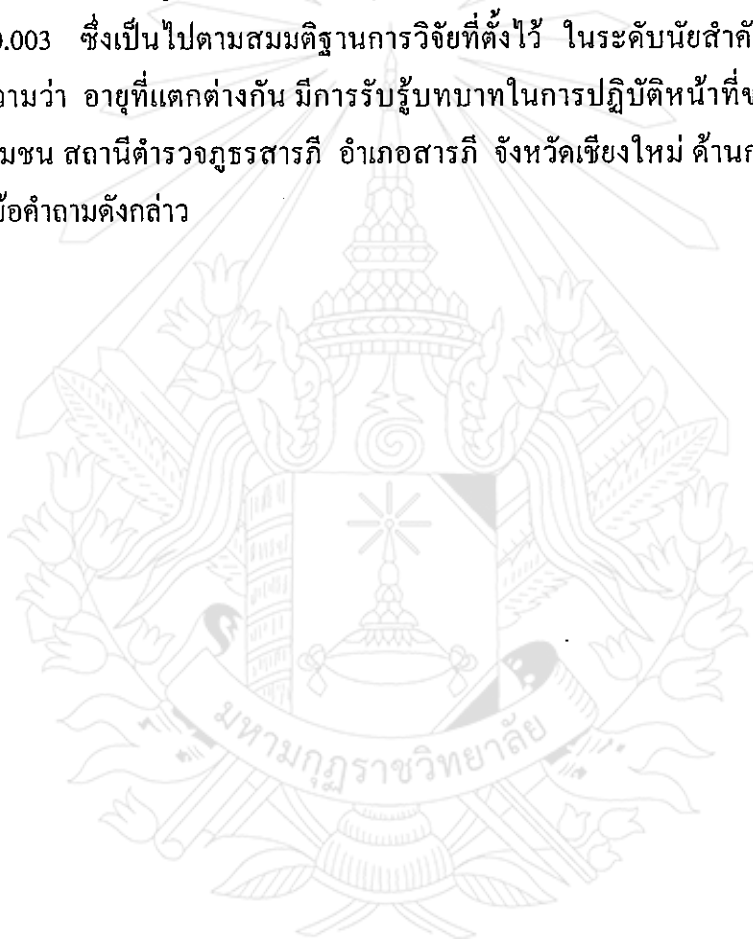 0.003 ซึ่งเป็นไปตามสมมติฐานการวิจัยที่ตั้งไว้ ในระดับนัยสำคั
วามว่า อายุที่แตกต่างกัน มีการรับรู้บทบาทในการปฏิบัติหน้าที่ข
มชน สถานีตำรวจภูธรสารภี อำเภอสารภี จังหวัดเชียงใหม่ ด้านก
ข้อคำถามดังกล่าว
มหามกุฏราชวิทยาลัย